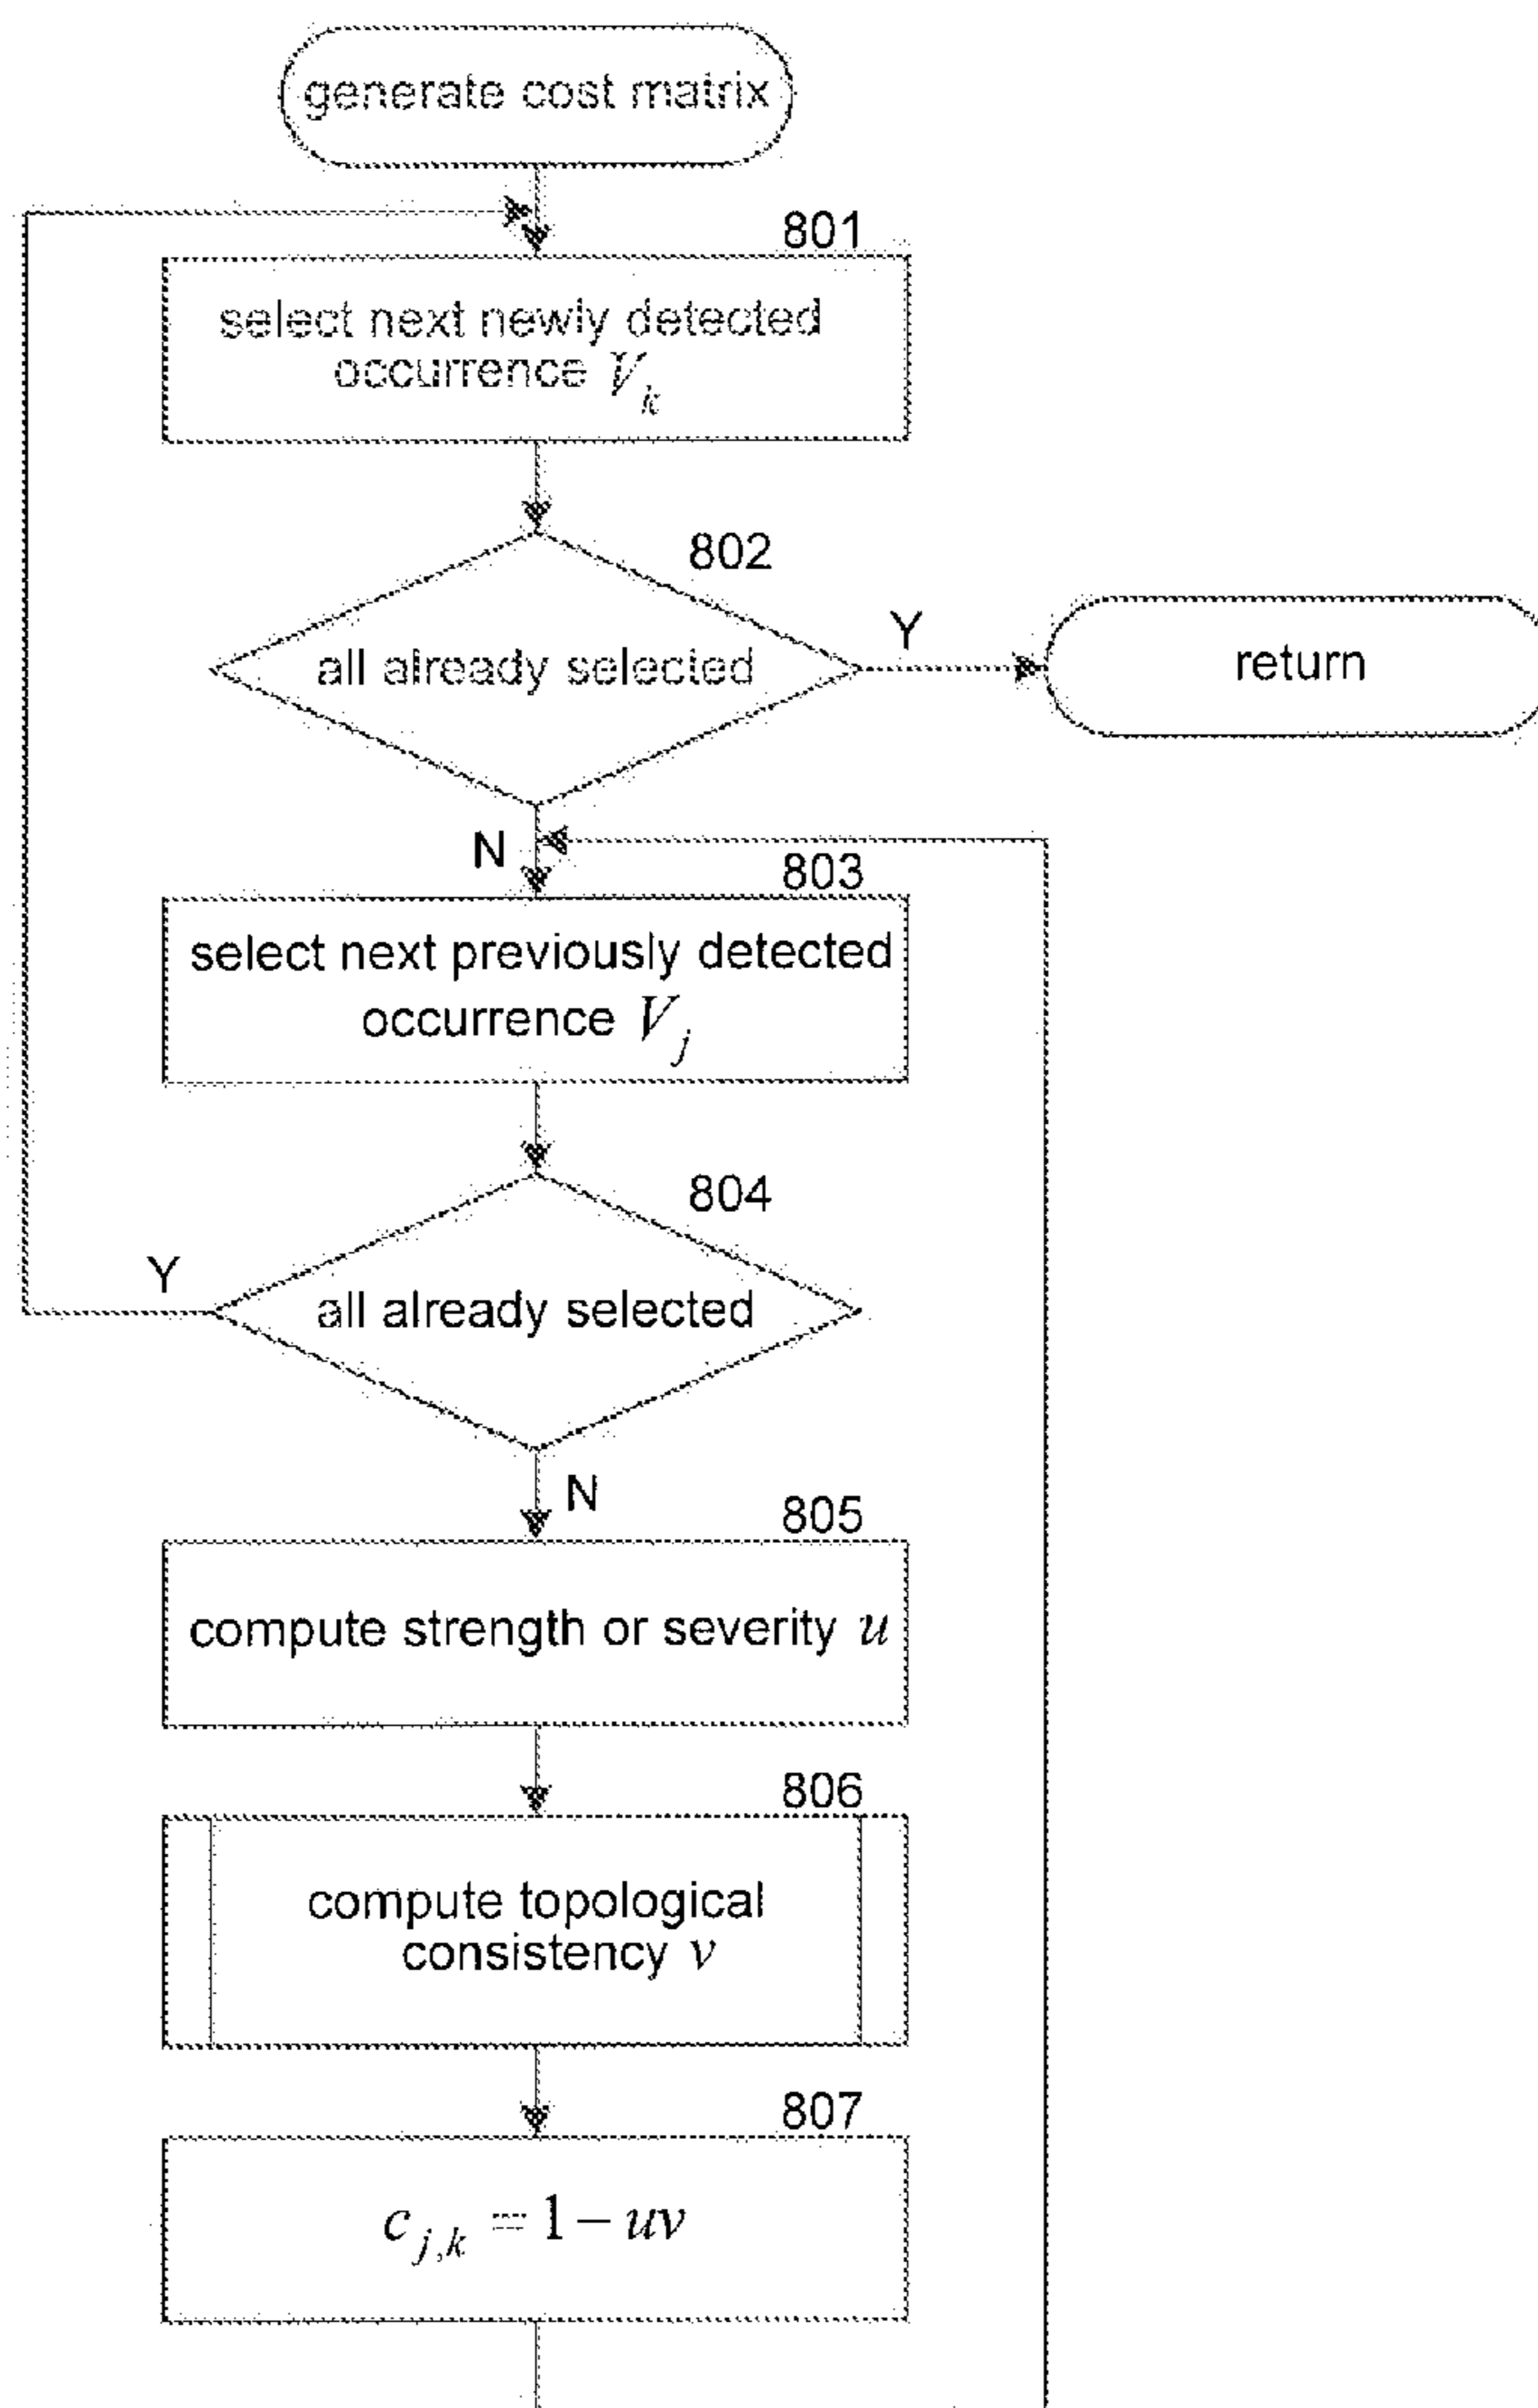 generate cost matrix
801
select next newly detected
occurrence V_k
802
all already selected
Y
return
N
803
select next previously detected
occurrence V_j
804
Y
all already selected
N
805
compute strength or severity u
806
compute topological
consistency v
807
c_{j,k} = 1 − uv